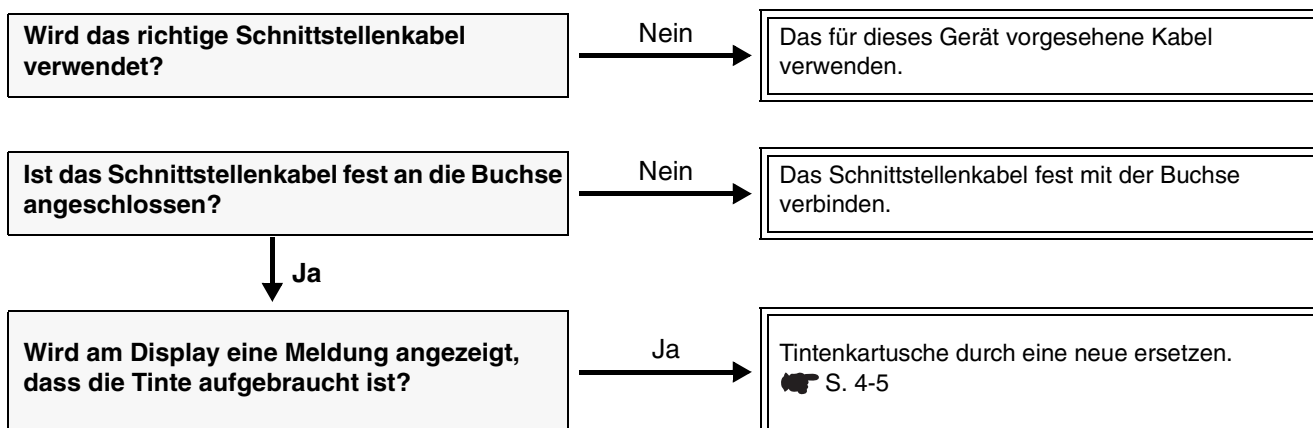 Wird das richtige Schnittstellenkabel
verwendet?
Nein
Das für dieses Gerät vorgesehene Kabel
verwenden.
Ist das Schnittstellenkabel fest an die Buchse
angeschlossen?
Nein
Das Schnittstellenkabel fest mit der Buchse
verbinden.
Ja
Wird am Display eine Meldung angezeigt,
dass die Tinte aufgebraucht ist?
Ja
Tintenkartusche durch eine neue ersetzen.
S. 4-5